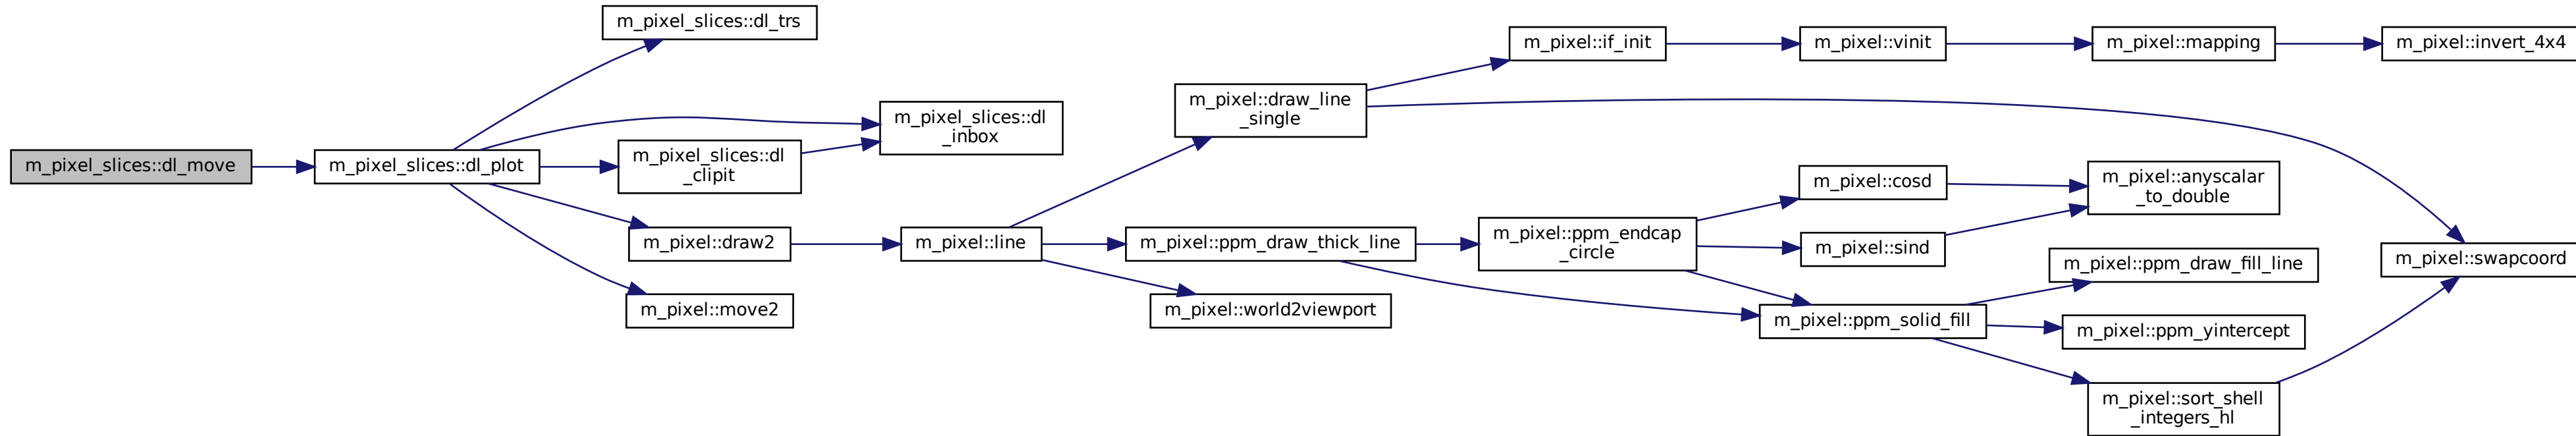 m_pixel_slices::dl_move
m_pixel_slices::dl_plot
m_pixel_slices::dl_trs
m_pixel_slices::dl
_inbox
m_pixel_slices::dl
_clipit
m_pixel::draw2
m_pixel::move2
m_pixel::line
m_pixel::draw_line
_single
m_pixel::ppm_draw_thick_line
m_pixel::world2viewport
m_pixel::if_init
m_pixel::vinit
m_pixel::mapping
m_pixel::invert_4x4
m_pixel::ppm_endcap
_circle
m_pixel::cosd
m_pixel::sind
m_pixel::anyscalar
_to_double
m_pixel::ppm_solid_fill
m_pixel::ppm_draw_fill_line
m_pixel::ppm_yintercept
m_pixel::sort_shell
_integers_hl
m_pixel::swapcoord